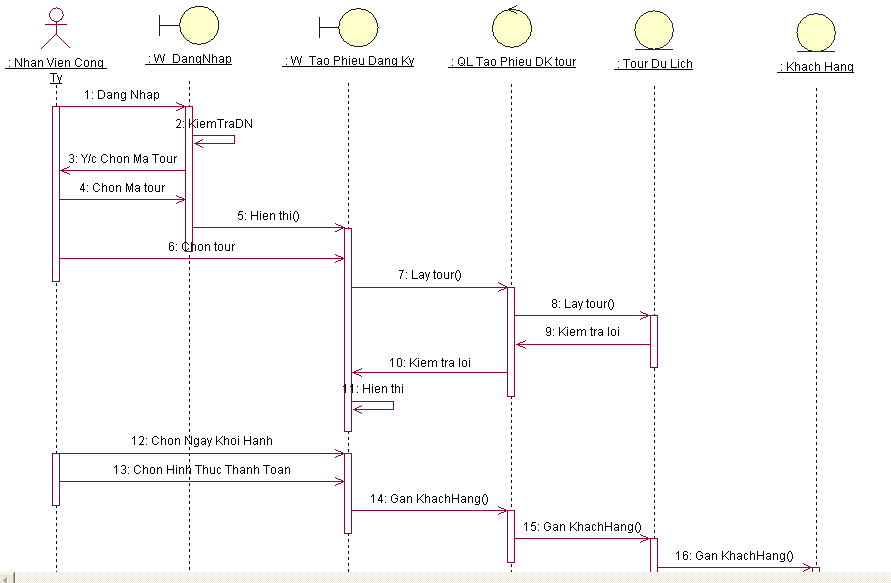 : Nhan Vien Cong
Ty
: W_DangNhap
: W_Tao Phieu Dang Ky
: QL Tao Phieu DK tour
: Tour Du Lich
: Khach Hang
1: Dang Nhap
2: KiemTraDN
3: Y/c Chon Ma Tour
4: Chon Ma tour
5: Hien thi()
6: Chon tour
7: Lay tour()
8: Lay tour()
9: Kiem tra loi
10: Kiem tra loi
11: Hien thi
12: Chon Ngay Khoi Hanh
13: Chon Hinh Thuc Thanh Toan
14: Gan KhachHang()
15: Gan KhachHang()
16: Gan KhachHang()